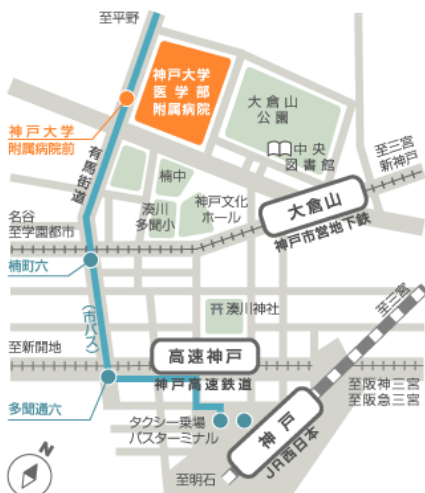 至平野
神戸大学
医学部
附属病院
大倉山
公園
中央
図書館
神戸大学
附属病院前
有馬街道
楠中
湊川
多聞小
神戸文化
ホール
至三宮
新神戸
大倉山
神戸市営地下鉄
名谷
至学園都市
楠町六
(市バス)
湊川神社
至三宮
至新開地
高速神戸
神戸高速鉄道
至阪神三宮
至阪急三宮
多聞通六
タクシー乗場
バスターミナル
神戸
JR西日本
至明石
N